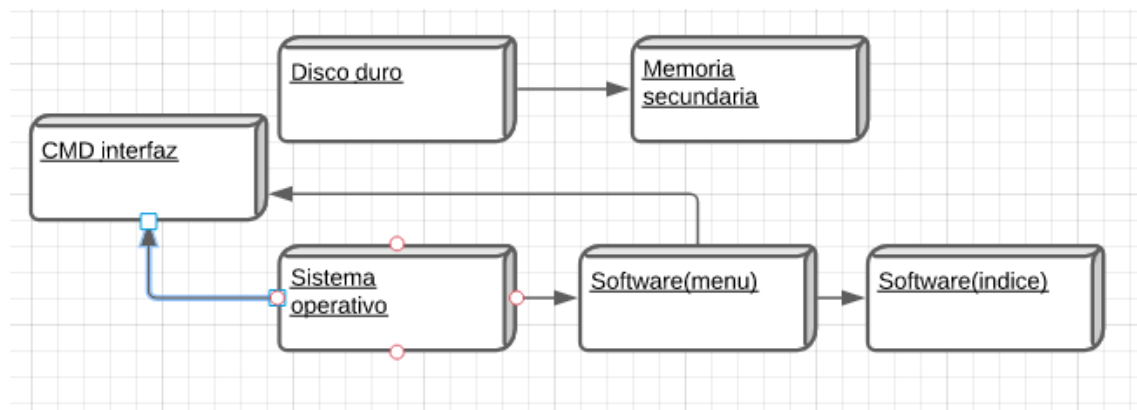 Disco duro
Memoria
secundaria
CMD interfaz
Sistema
operativo
Software(menu)
Software(indice)